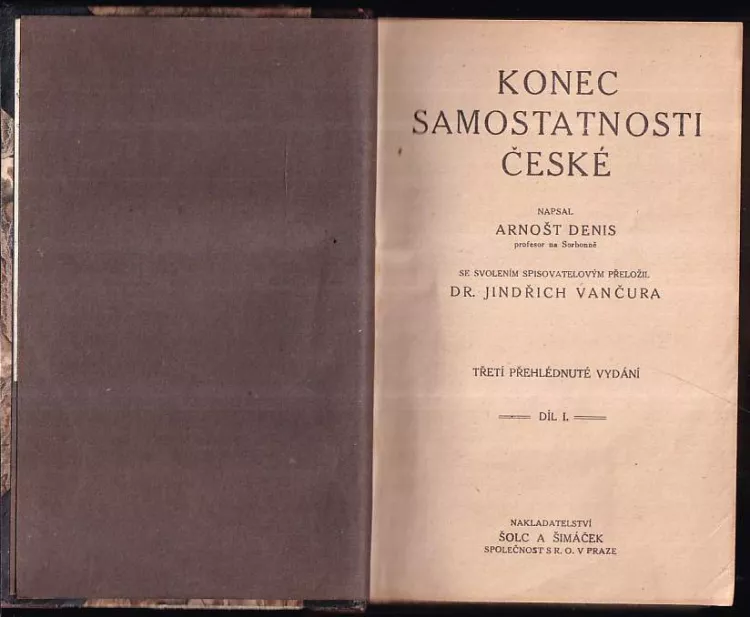 KONEC
SAMOSTATNOSTI
ČESKÉ
NAPSAL
ARNOŠT DENIS
profesor na Sorbonně
SE SVOLENÍM SPISOVATELOVÝM PŘELOŽIL
DR. JINDŘICH VANČURA
TŘETÍ PŘEHLÉDNUTÉ VYDÁNÍ
DÍL I.
NAKLADATELSTVÍ
ŠOLC A ŠIMÁČEK
SPOLEČNOST S R. O. V PRAZE